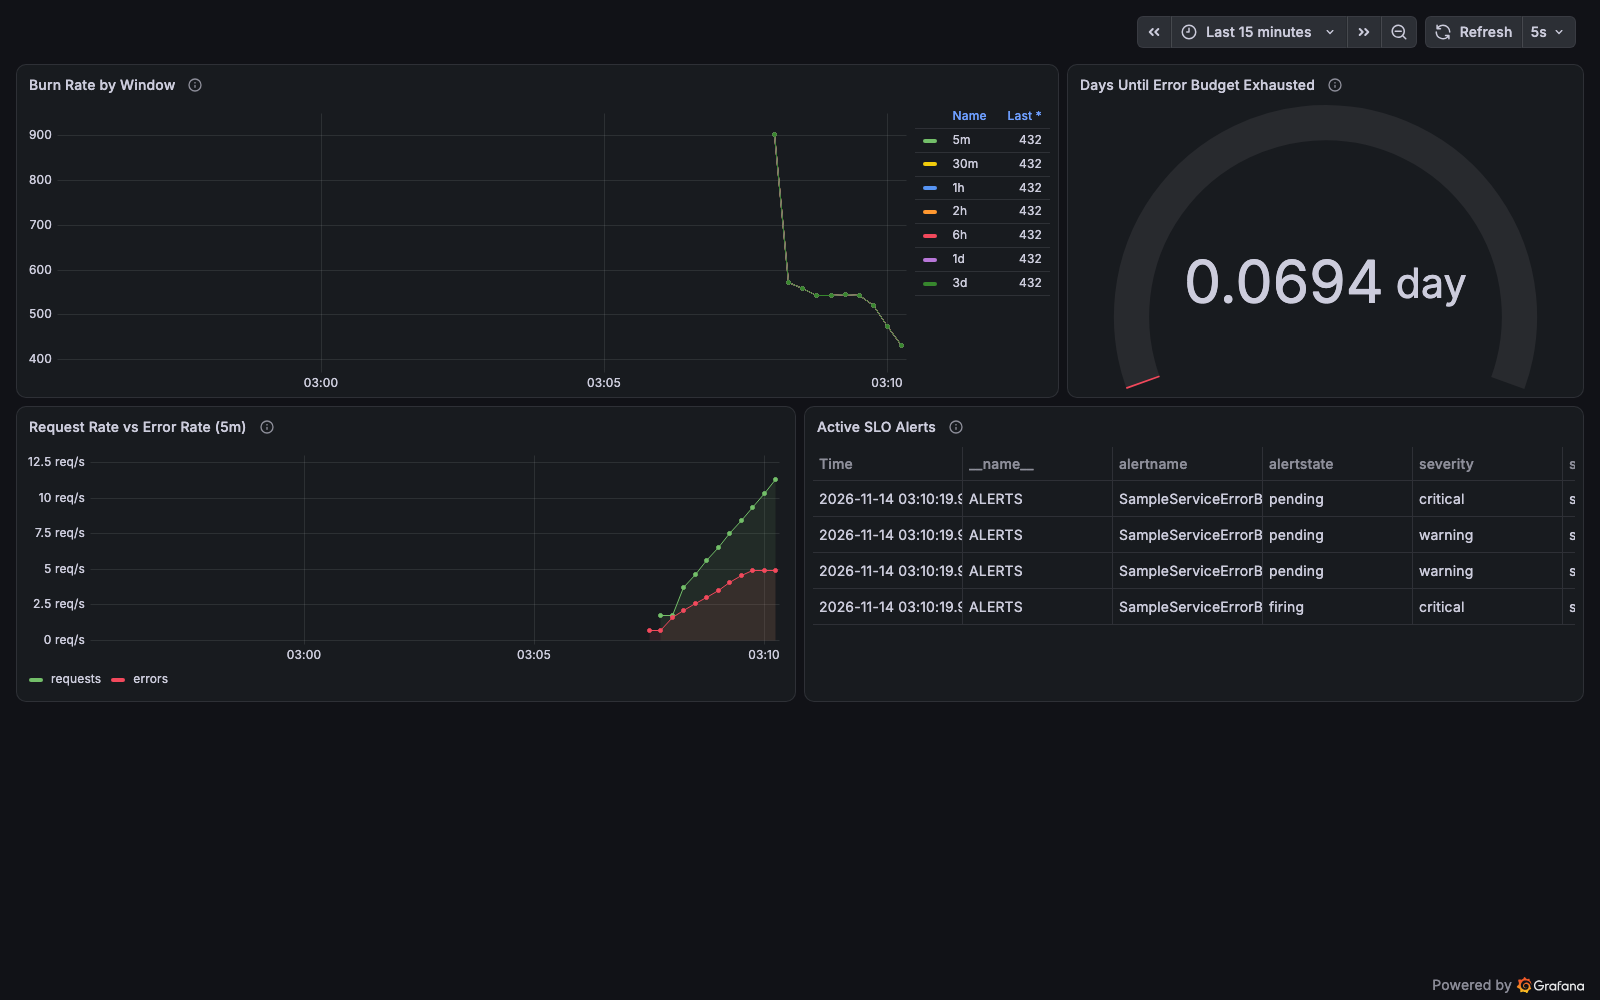 Last 15 minutes
Refresh
5s
Burn Rate by Window
900
800
700
600
500
400
03:00
03:05
03:10
Name Last *
5m 432
30m 432
1h 432
2h 432
6h 432
1d 432
3d 432
Days Until Error Budget Exhausted
0.0694 day
Request Rate vs Error Rate (5m)
12.5 req/s
10 req/s
7.5 req/s
5 req/s
2.5 req/s
0 req/s
03:00
03:05
03:10
requests errors
Active SLO Alerts
Time __name__ alertname alertstate severity s
2026-11-14 03:10:19.9 ALERTS SampleServiceErrorB pending critical s
2026-11-14 03:10:19.9 ALERTS SampleServiceErrorB pending warning s
2026-11-14 03:10:19.9 ALERTS SampleServiceErrorB pending warning s
2026-11-14 03:10:19.9 ALERTS SampleServiceErrorB firing critical s
Powered by Grafana